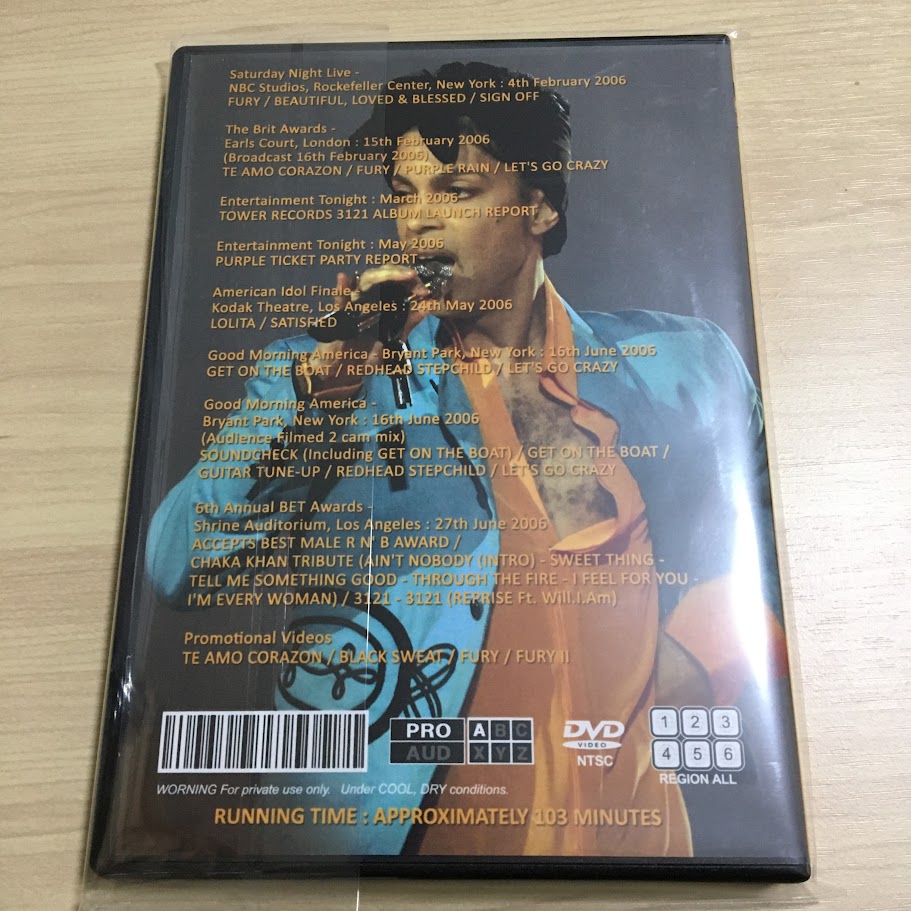 Saturday Night Live -
NBC Studios, Rockefeller Center, New York : 4th February 2006
FURY / BEAUTIFUL, LOVED & BLESSED / SIGN OFF
The Brit Awards -
Earls Court, London : 15th February 2006
(Broadcast 16th February 2006)
TE AMO CORAZON / FURY / PURPLE RAIN / LET'S GO CRAZY
Entertainment Tonight : March 2006
TOWER RECORDS 3121 ALBUM LAUNCH REPORT
Entertainment Tonight : May 2006
PURPLE TICKET PARTY REPORT
American Idol Finale -
Kodak Theatre, Los Angeles : 24th May 2006
LOLITA / SATISFIED
Good Morning America - Bryant Park, New York : 16th June 2006
GET ON THE BOAT / REDHEAD STEPCHILD / LET'S GO CRAZY
Good Morning America -
Bryant Park, New York : 16th June 2006
(Audience Filmed 2 cam mix)
SOUNDCHECK (Including GET ON THE BOAT) / GET ON THE BOAT /
GUITAR TUNE-UP / REDHEAD STEPCHILD / LET'S GO CRAZY
6th Annual BET Awards -
Shrine Auditorium, Los Angeles : 27th June 2006
ACCEPTS BEST MALE R N' B AWARD /
CHAKA KHAN TRIBUTE (AIN'T NOBODY (INTRO) - SWEET THING -
TELL ME SOMETHING GOOD - THROUGH THE FIRE - I FEEL FOR YOU -
I'M EVERY WOMAN) / 3121 - 3121 (REPRISE Ft. Will.I.Am)
Promotional Videos
TE AMO CORAZON / BLACK SWEAT / FURY / FURY II
PRO A B C
AUD X Y Z
DVD
VIDEO
NTSC
1 2 3
4 5 6
REGION ALL
WORNING For private use only. Under COOL, DRY conditions.
RUNNING TIME : APPROXIMATELY 103 MINUTES